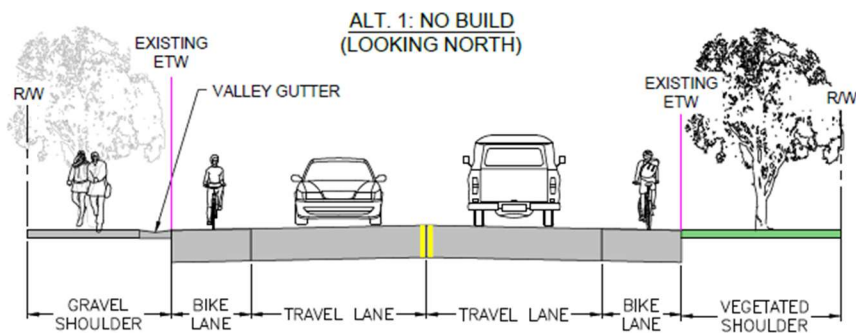 ALT. 1: NO BUILD
(LOOKING NORTH)
EXISTING
ETW
R/W
VALLEY GUTTER
EXISTING
ETW
R/W
GRAVEL
SHOULDER
BIKE
LANE
TRAVEL LANE
TRAVEL LANE
BIKE
LANE
VEGETATED
SHOULDER